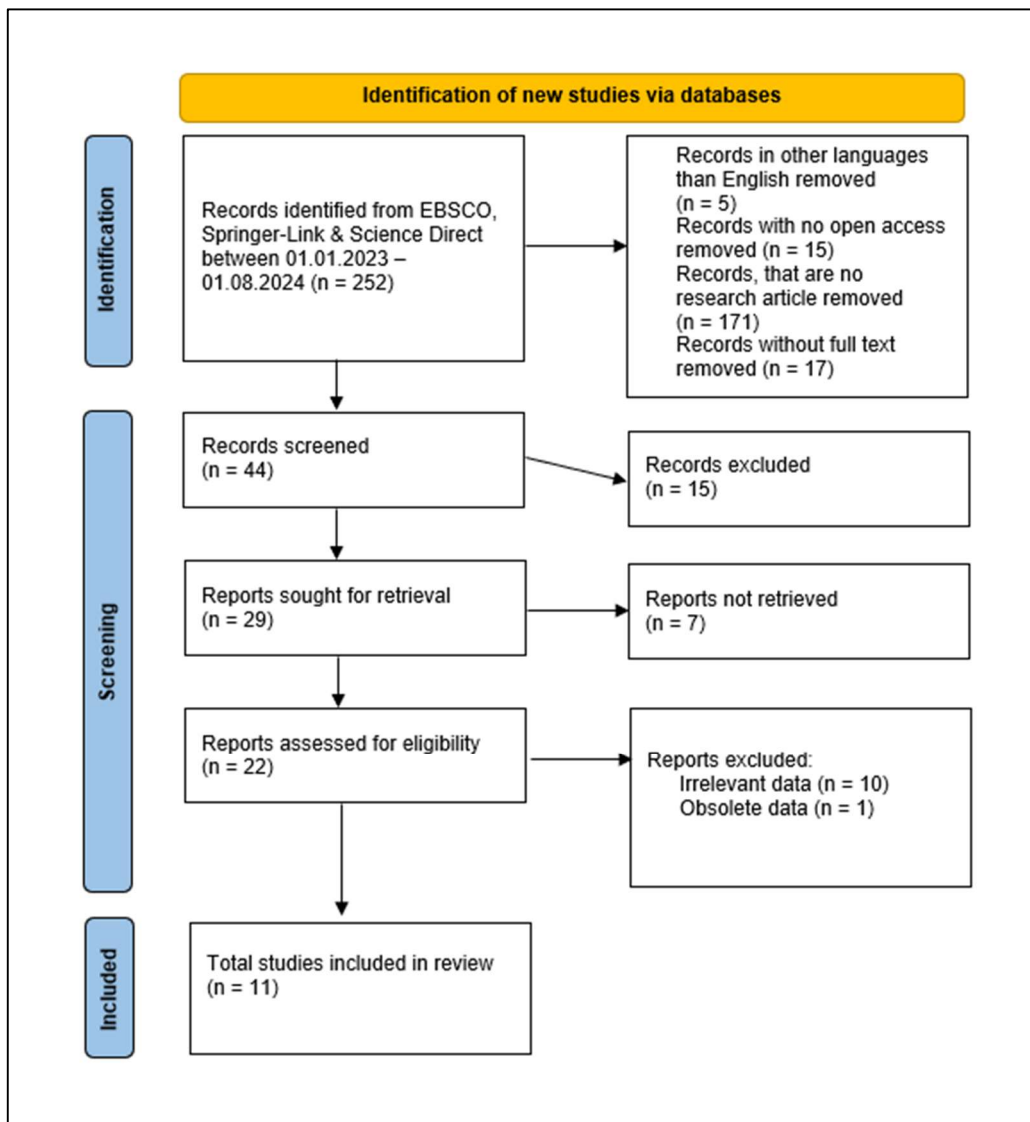 Identification of new studies via databases
Identification
Records identified from EBSCO,
Springer-Link & Science Direct
between 01.01.2023 –
01.08.2024 (n = 252)
Records in other languages
than English removed
(n = 5)
Records with no open access
removed (n = 15)
Records, that are no
research article removed
(n = 171)
Records without full text
removed (n = 17)
Screening
Records screened
(n = 44)
Records excluded
(n = 15)
Reports sought for retrieval
(n = 29)
Reports not retrieved
(n = 7)
Reports assessed for eligibility
(n = 22)
Reports excluded:
Irrelevant data (n = 10)
Obsolete data (n = 1)
Included
Total studies included in review
(n = 11)